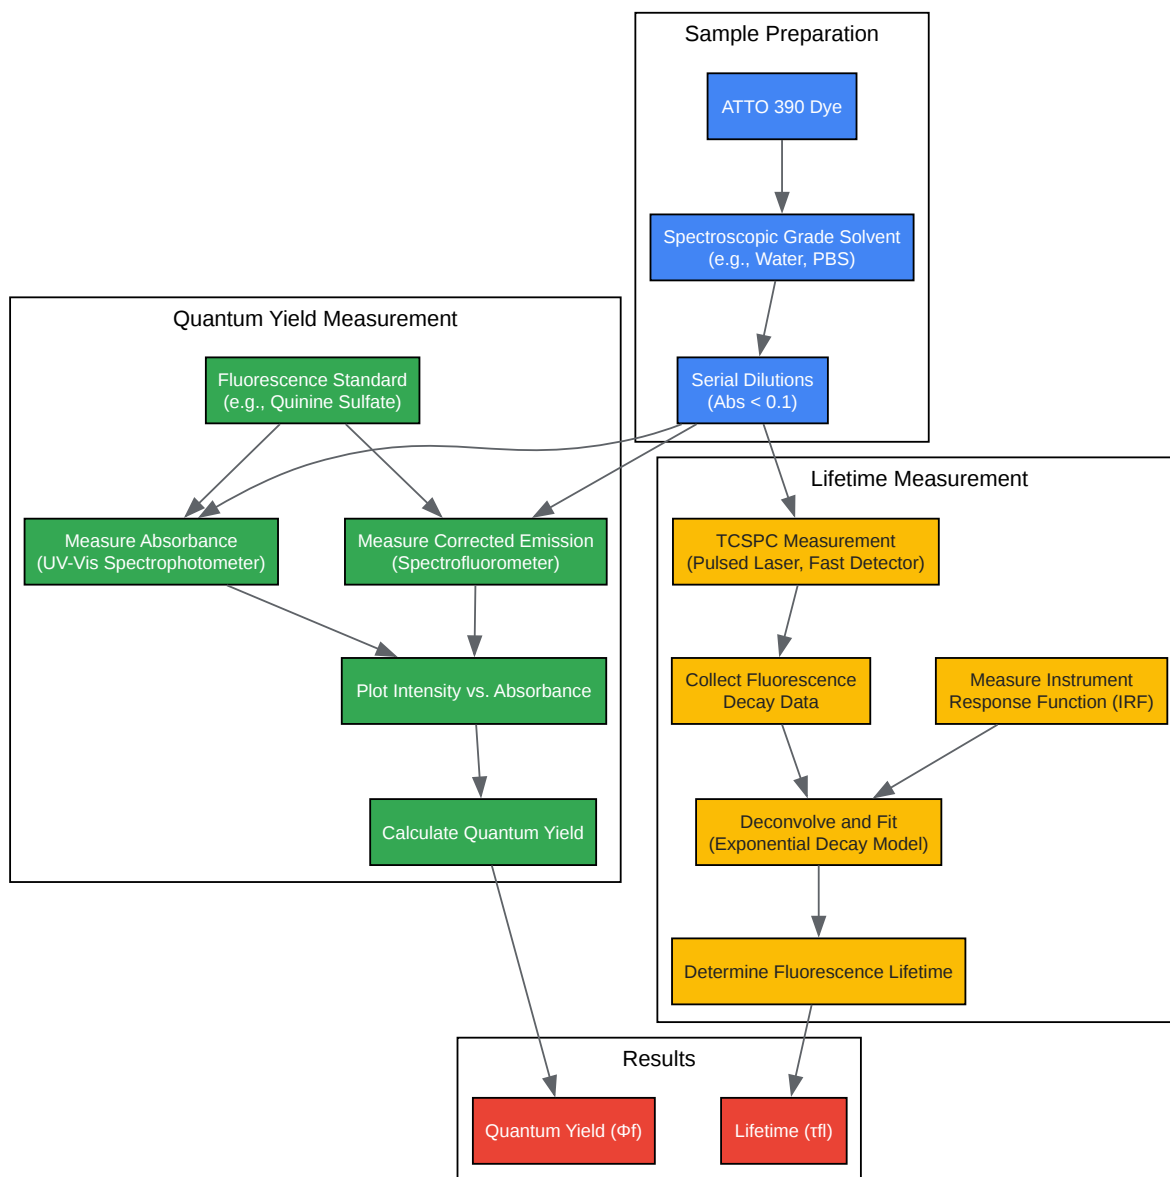 Sample Preparation
ATTO 390 Dye
Spectroscopic Grade Solvent
(e.g., Water, PBS)
Serial Dilutions
(Abs < 0.1)
Quantum Yield Measurement
Fluorescence Standard
(e.g., Quinine Sulfate)
Measure Absorbance
(UV-Vis Spectrophotometer)
Measure Corrected Emission
(Spectrofluorometer)
Plot Intensity vs. Absorbance
Calculate Quantum Yield
Lifetime Measurement
TCSPC Measurement
(Pulsed Laser, Fast Detector)
Collect Fluorescence
Decay Data
Measure Instrument
Response Function (IRF)
Deconvolve and Fit
(Exponential Decay Model)
Determine Fluorescence Lifetime
Results
Quantum Yield (Φf)
Lifetime (τfl)